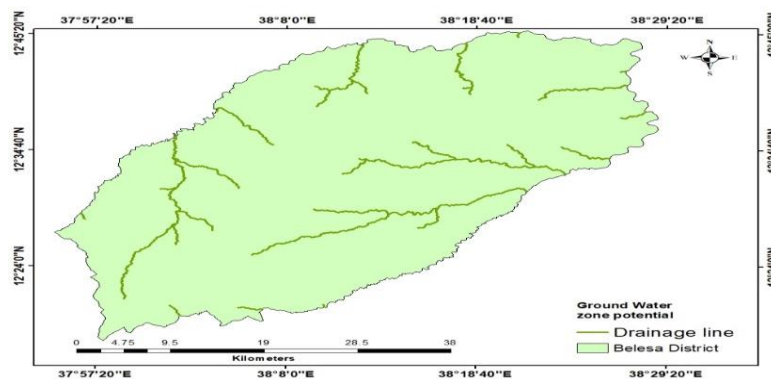 37°57'20"E 38°8'0"E 38°18'40"E 38°29'20"E
12°45'20"N
12°34'40"N
12°24'0"N
N
W E
S
Ground Water
zone potential
Drainage line
Belesa District
0 4.75 9.5 19 28.5 38
Kilometers
37°57'20"E 38°8'0"E 38°18'40"E 38°29'20"E